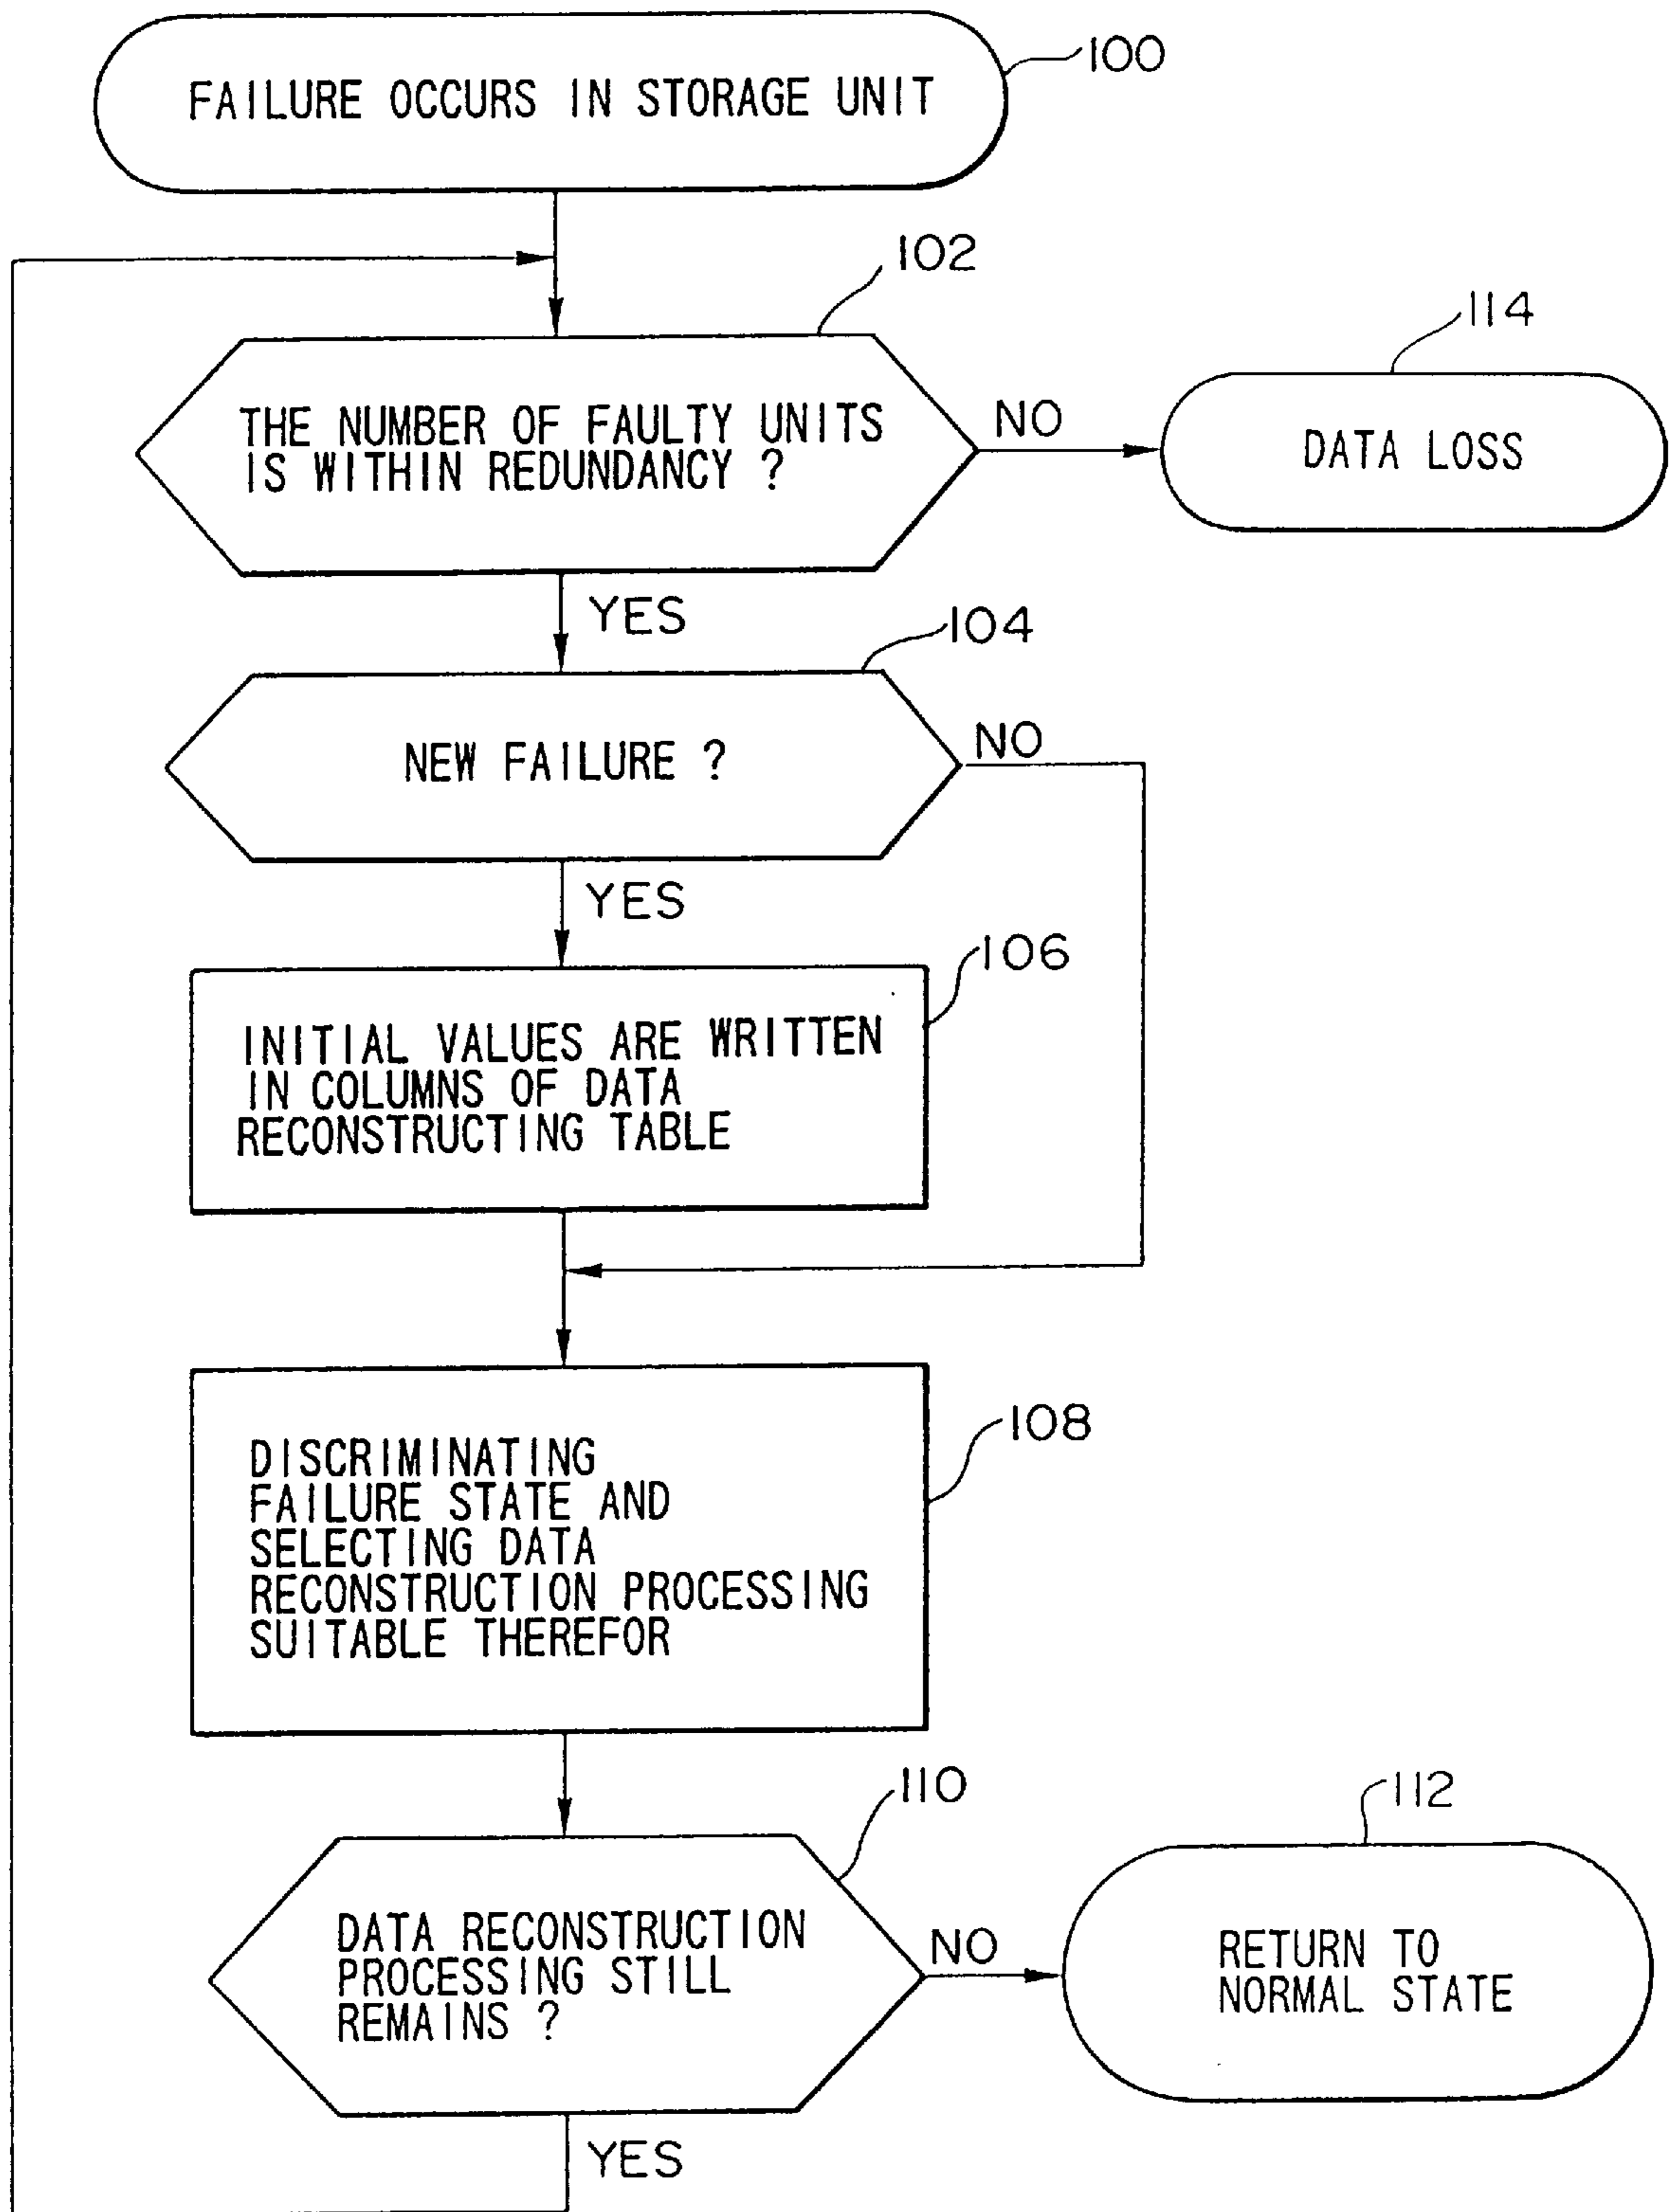 100
FAILURE OCCURS IN STORAGE UNIT
102
114
THE NUMBER OF FAULTY UNITS
IS WITHIN REDUNDANCY ?
NO
DATA LOSS
YES
104
NEW FAILURE ?
NO
YES
106
INITIAL VALUES ARE WRITTEN
IN COLUMNS OF DATA
RECONSTRUCTING TABLE
108
DISCRIMINATING
FAILURE STATE AND
SELECTING DATA
RECONSTRUCTION PROCESSING
SUITABLE THEREFOR
110
112
DATA RECONSTRUCTION
PROCESSING STILL
REMAINS ?
NO
RETURN TO
NORMAL STATE
YES